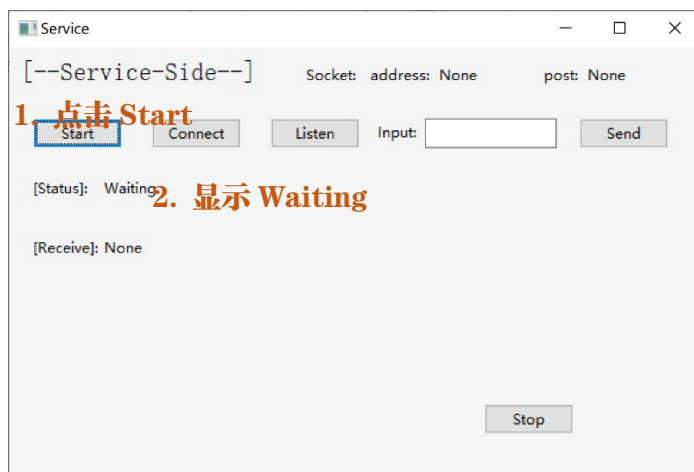 Service
[--Service-Side--] Socket: address: None post: None
1. 点击 Start
Start Connect Listen Input: Send
[Status]: Waiting
2. 显示 Waiting
[Receive]: None
Stop